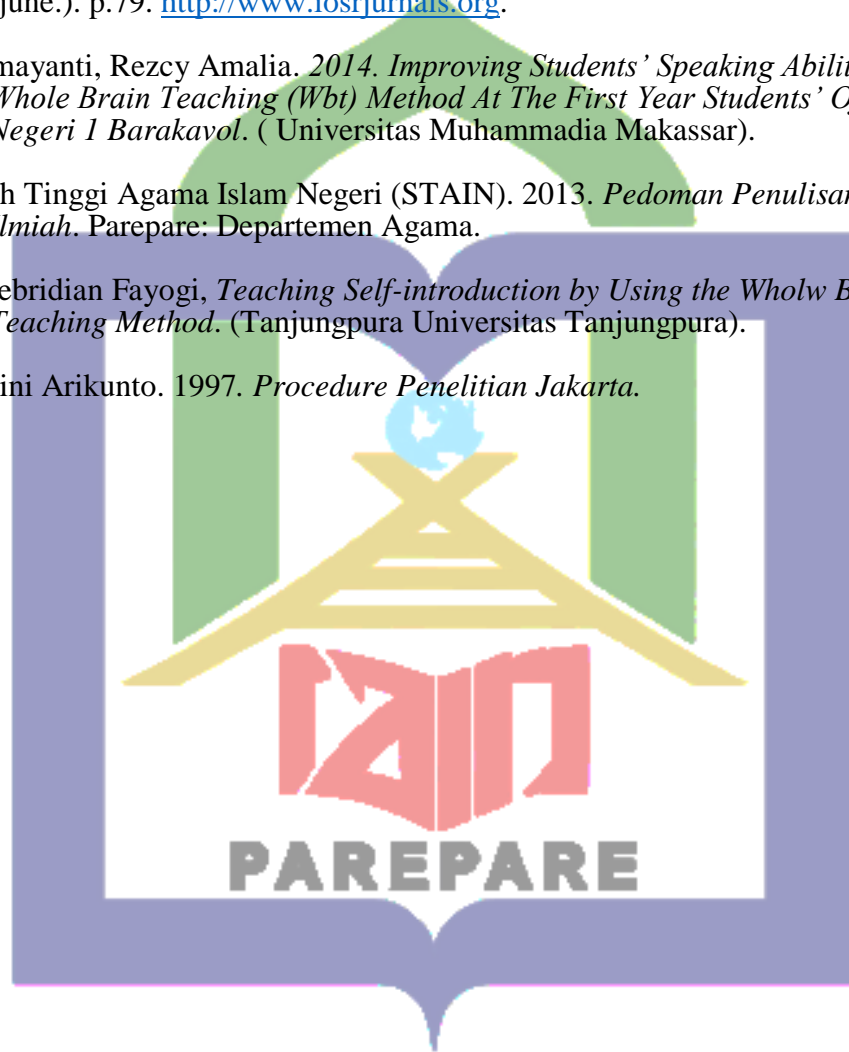 june.). p.79. http://www.iosrjurnals.org.
mayanti, Rezcy Amalia. 2014. Improving Students’ Speaking Abilit
Whole Brain Teaching (Wbt) Method At The First Year Students’ O
Negeri 1 Barakavol. ( Universitas Muhammadia Makassar).
h Tinggi Agama Islam Negeri (STAIN). 2013. Pedoman Penulisan
Ilmiah. Parepare: Departemen Agama.
ebridian Fayogi, Teaching Self-introduction by Using the Wholw B
Teaching Method. (Tanjungpura Universitas Tanjungpura).
ini Arikunto. 1997. Procedure Penelitian Jakarta.
iain
PAREPARE